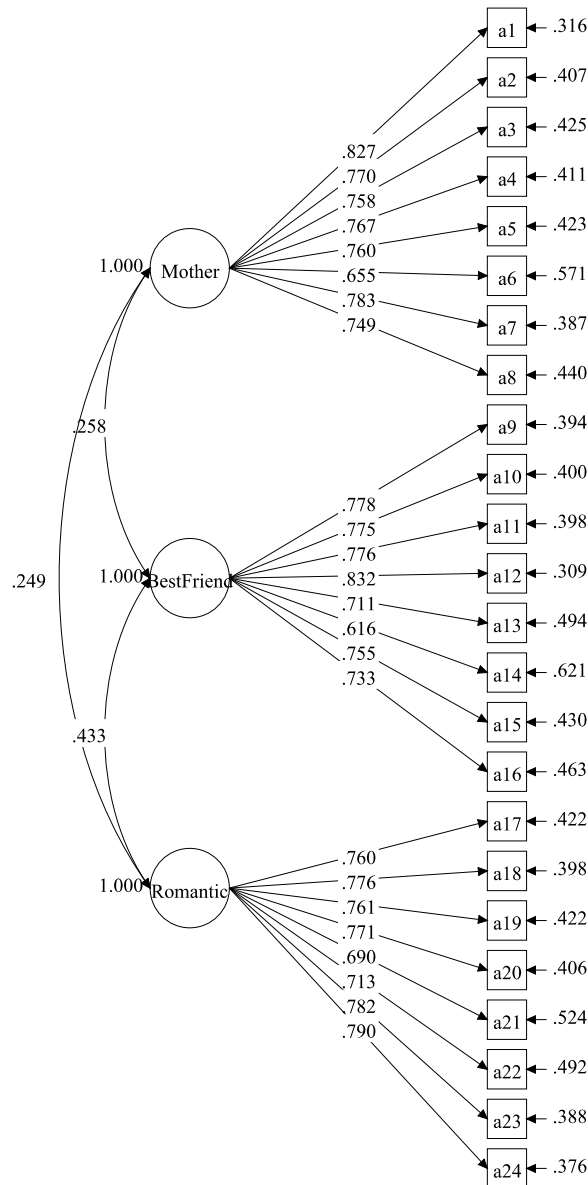 a1 .316
a2 .407
a3 .425
.827
.770
.758
a4 .411
.767
a5 .423
.760
1.000 Mother
.655
a6 .571
.783
a7 .387
.749
a8 .440
.258
a9 .394
a10 .400
.778
.775
a11 .398
.776
1.000 BestFriend
.832
a12 .309
.249
.711
a13 .494
.616
.755
a14 .621
.733
a15 .430
.433
a16 .463
a17 .422
.760
a18 .398
.776
1.000 Romantic
.761
a19 .422
.771
.690
a20 .406
.713
.782
a21 .524
.790
a22 .492
a23 .388
a24 .376